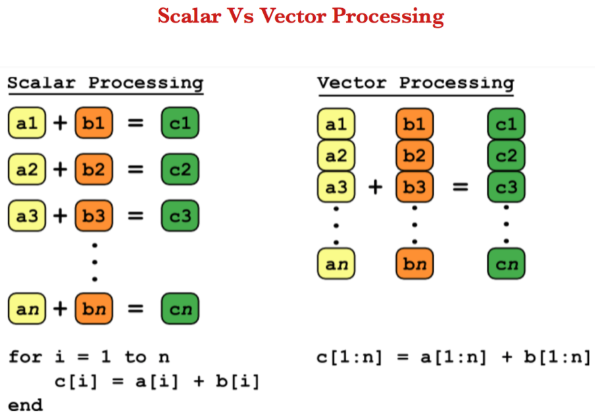 Scalar Vs Vector Processing
Scalar Processing
a1 + b1 = c1
a2 + b2 = c2
a3 + b3 = c3
an + bn = cn
for i = 1 to n
c[i] = a[i] + b[i]
end
Vector Processing
a1 b1 c1
a2 b2 c2
a3 + b3 = c3
an bn cn
c[1:n] = a[1:n] + b[1:n]